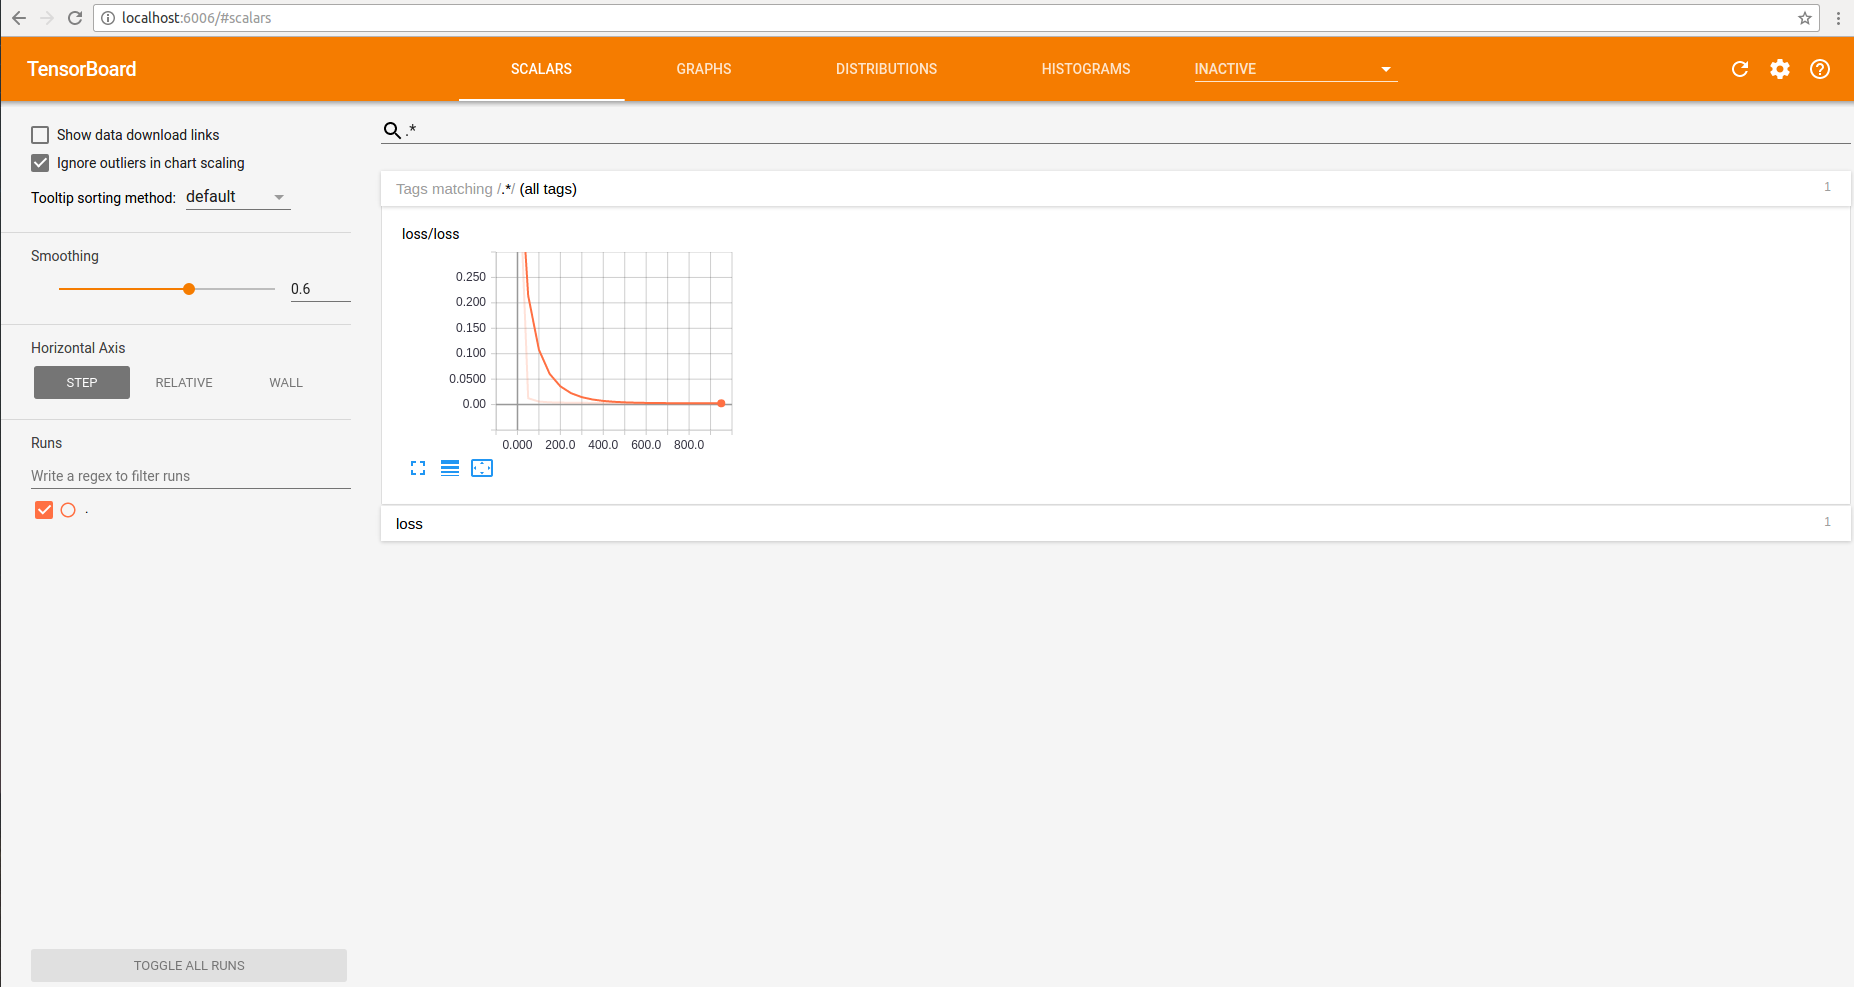 localhost:6006/#scalars
TensorBoard SCALARS GRAPHS DISTRIBUTIONS HISTOGRAMS INACTIVE
Show data download links
Ignore outliers in chart scaling
Tooltip sorting method: default
Smoothing
0.6
Horizontal Axis
STEP RELATIVE WALL
Runs
Write a regex to filter runs
.
TOGGLE ALL RUNS
.*
Tags matching /.*/ (all tags) 1
loss/loss
0.250
0.200
0.150
0.100
0.0500
0.00
0.000 200.0 400.0 600.0 800.0
loss 1